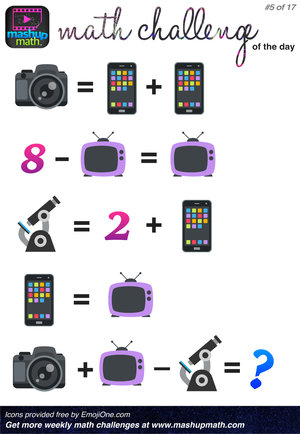 mashup
math
math challenge
#5 of 17
of the day
= +
8 - =
= 2 +
=
+ - = ?
Icons provided free by EmojiOne.com
Get more weekly math challenges at www.mashupmath.com